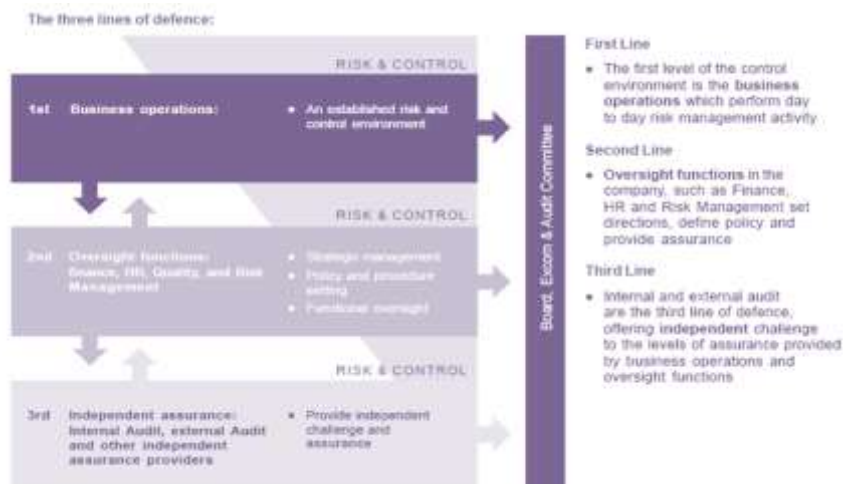 The three lines of defence:
RISK & CONTROL
1st Business operations:
• An established risk and
control environment
RISK & CONTROL
2nd Oversight functions:
finance, HR, Quality, and Risk
Management
• Strategic management
• Policy and procedure
setting
• Functional oversight
RISK & CONTROL
3rd Independent assurance:
Internal Audit, external Audit
and other independent
assurance providers
• Provide independent
challenge and
assurance
Board, Excom & Audit Committee
First Line
• The first level of the control
environment is the business
operations which perform day
to day risk management activity
Second Line
• Oversight functions in the
company, such as Finance,
HR and Risk Management set
directions, define policy and
provide assurance
Third Line
• Internal and external audit
are the third line of defence,
offering independent challenge
to the levels of assurance provided
by business operations and
oversight functions